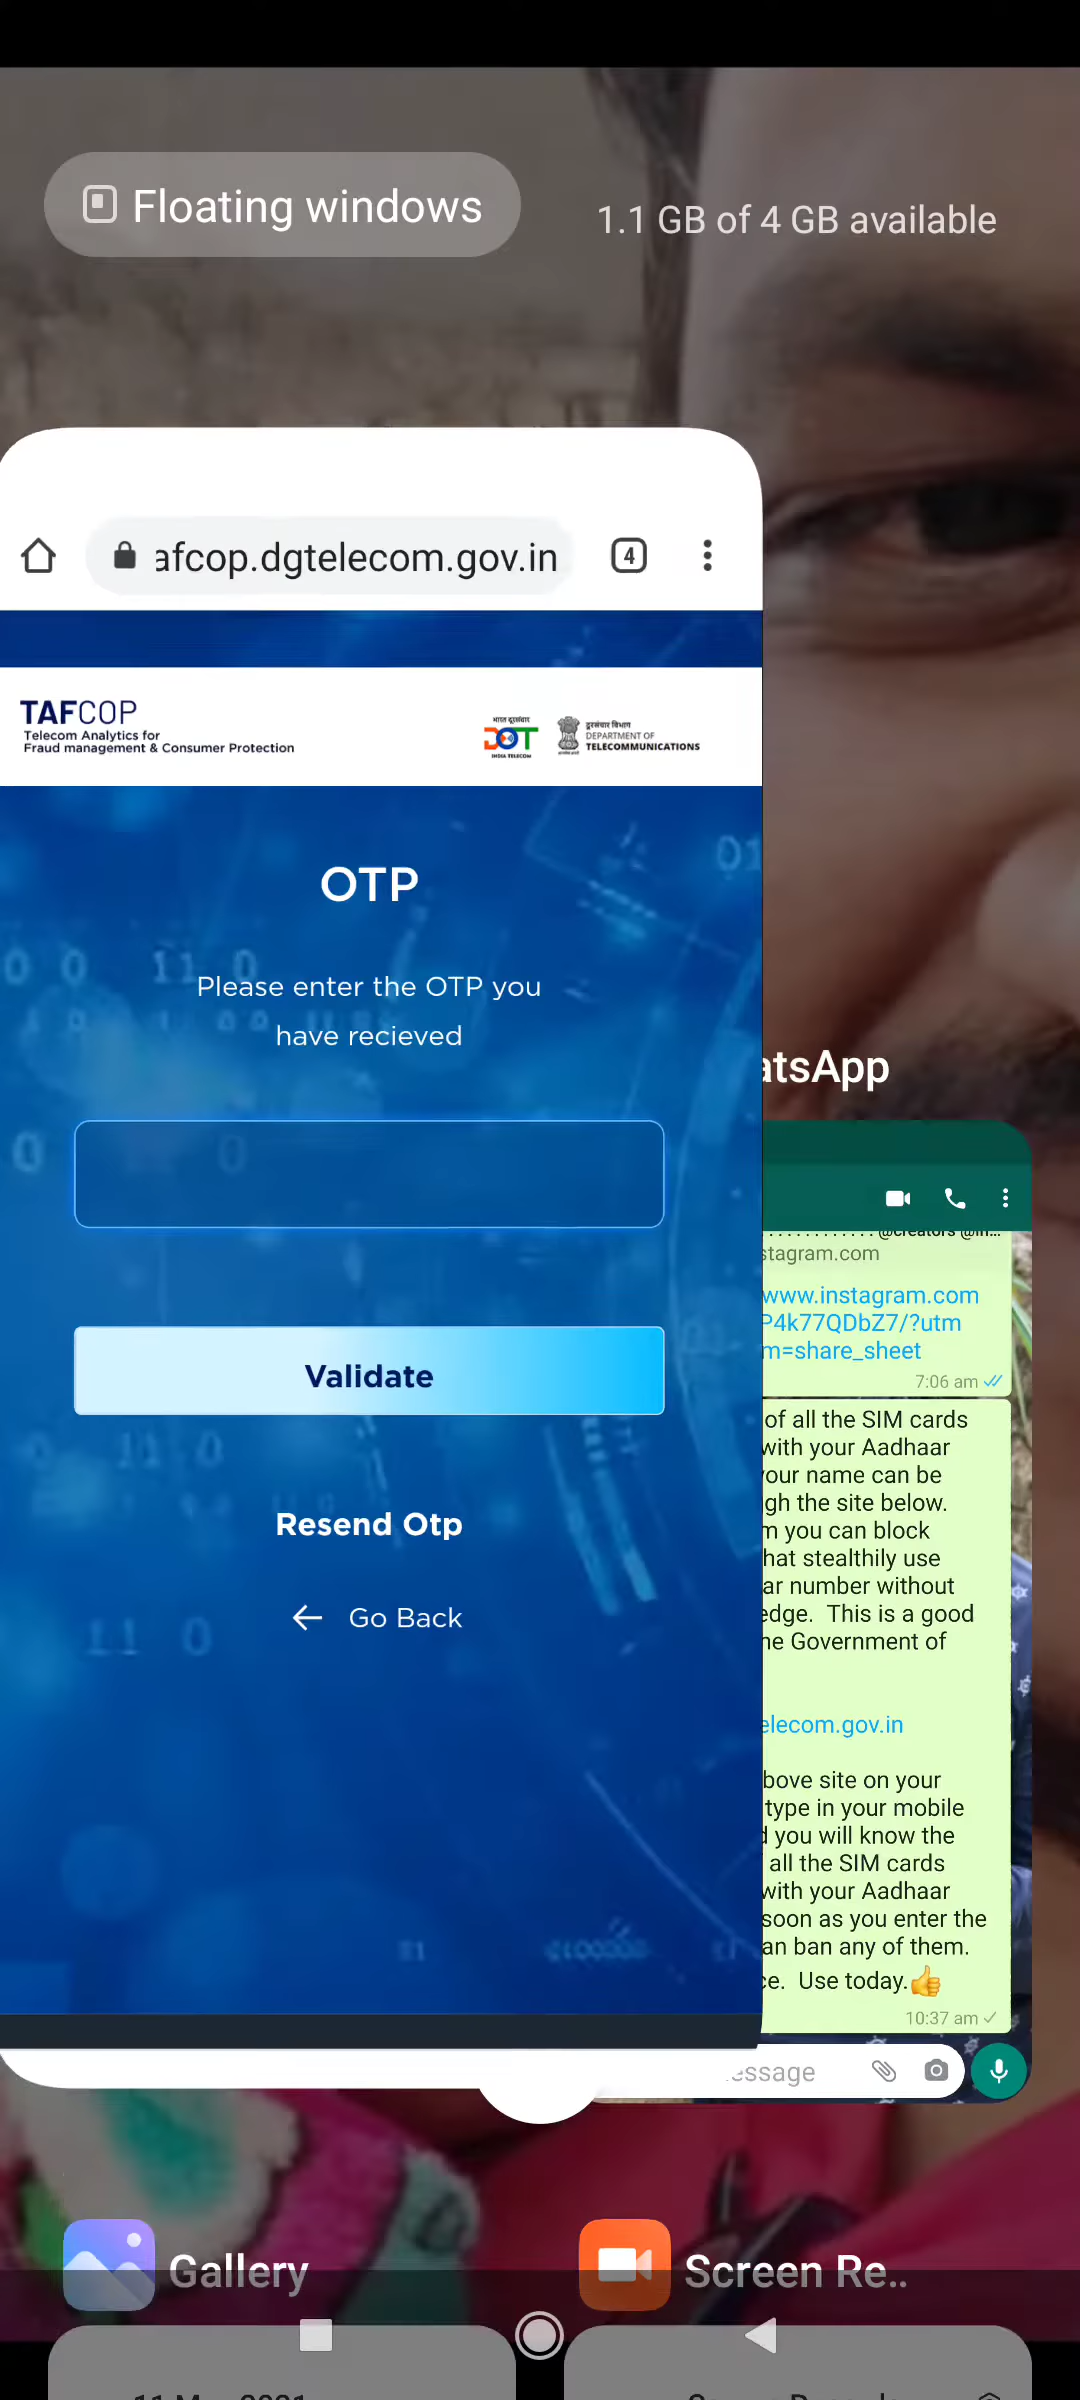 Floating windows
1.1 GB of 4 GB available
afcop.dgtelecom.gov.in
4
TAFCOP
Telecom Analytics for
Fraud management & Consumer Protection
भारत दूरसंचार
DOT
INDIA TELECOM
दूरसंचार विभाग
DEPARTMENT OF
TELECOMMUNICATIONS
OTP
Please enter the OTP you
have recieved
Validate
Resend Otp
Go Back
atsApp
stagram.com
www.instagram.com
P4k77QDbZ7/?utm
m=share_sheet
7:06 am
of all the SIM cards
with your Aadhaar
your name can be
gh the site below.
m you can block
hat stealthily use
ar number without
edge. This is a good
he Government of
elecom.gov.in
bove site on your
type in your mobile
d you will know the
all the SIM cards
with your Aadhaar
soon as you enter the
an ban any of them.
ce. Use today.👍
10:37 am
essage
Gallery
Screen Re..